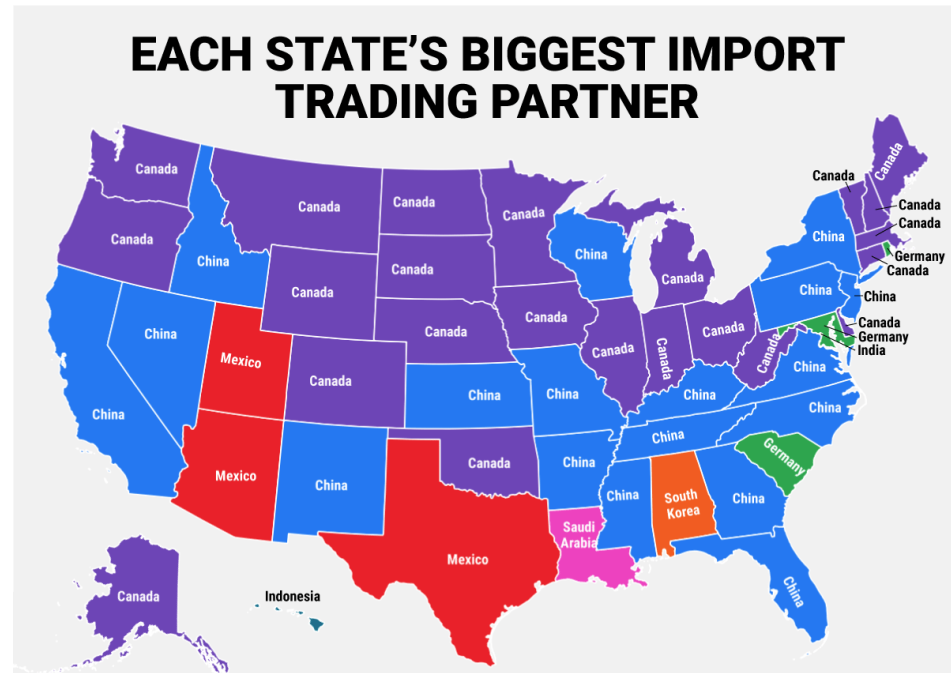 EACH STATE’S BIGGEST IMPORT
TRADING PARTNER
Canada
Canada
China
Canada
Canada
Canada
China
Canada
Canada
Canada
Canada
China
Canada
Germany
Canada
China
Canada
Germany
India
Canada
Canada
Canada
Canada
China
Canada
Canada
Canada
Canada
Canada
China
China
Mexico
Canada
China
China
China
China
China
China
Mexico
China
Canada
China
China
South
Korea
China
Germany
Saudi
Arabia
Mexico
China
Canada
Indonesia